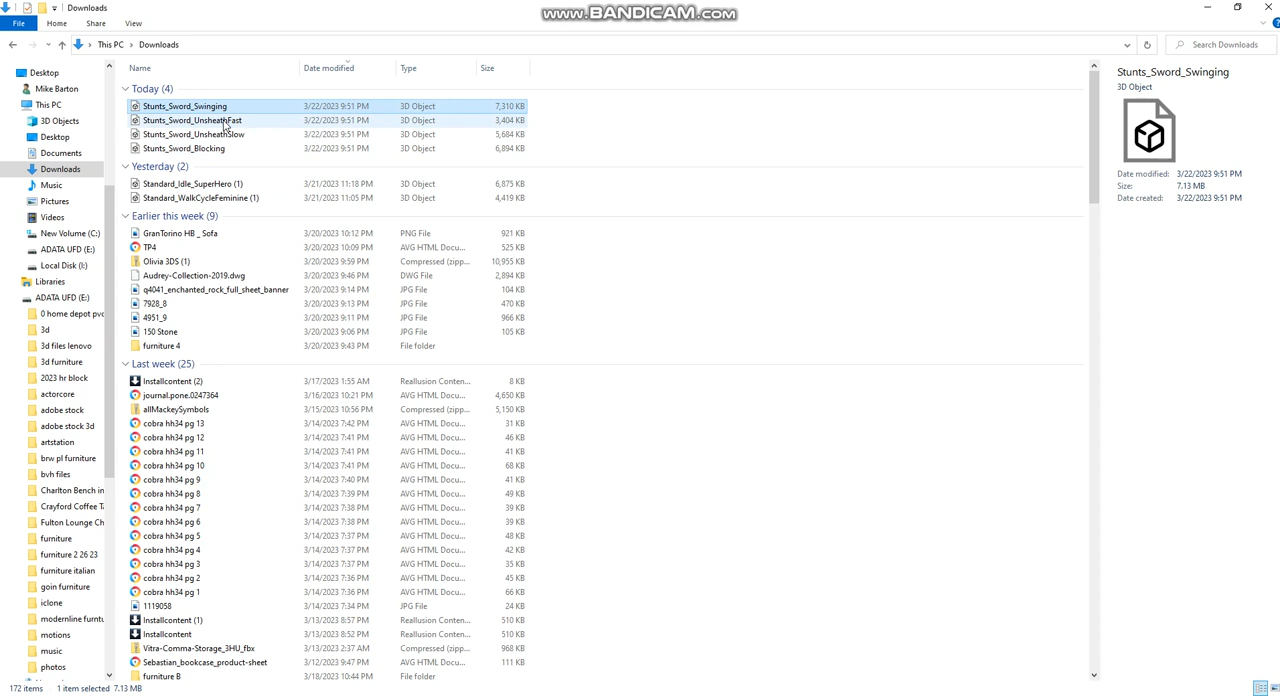 Downloads
www.BANDICAM.com
File Home Share View
This PC > Downloads
Search Downloads
Desktop
Mike Barton
This PC
3D Objects
Desktop
Documents
Downloads
Music
Pictures
Videos
New Volume (C:)
ADATA UFD (E:)
Local Disk (I:)
Libraries
ADATA UFD (E:)
0 home depot pvc
3d
3d files lenovo
3d furniture
2023 hr block
actorcore
adobe stock
adobe stock 3d
artstation
brw pl furniture
bvh files
Charlton Bench in
Crayford Coffee T
Fulton Lounge Ch
furniture
furniture 2 26 23
furniture italian
goin furniture
iclone
modernline furnt
motions
music
photos
Name Date modified Type Size
Today (4)
Stunts_Sword_Swinging 3/22/2023 9:51 PM 3D Object 7,310 KB
Stunts_Sword_UnsheathFast 3/22/2023 9:51 PM 3D Object 3,404 KB
Stunts_Sword_UnsheathSlow 3/22/2023 9:51 PM 3D Object 5,684 KB
Stunts_Sword_Blocking 3/22/2023 9:51 PM 3D Object 6,894 KB
Yesterday (2)
Standard_Idle_SuperHero (1) 3/21/2023 11:18 PM 3D Object 6,875 KB
Standard_WalkCycleFeminine (1) 3/21/2023 11:05 PM 3D Object 4,419 KB
Earlier this week (9)
GranTorino HB _ Sofa 3/20/2023 10:12 PM PNG File 921 KB
TP4 3/20/2023 10:09 PM AVG HTML Docu... 525 KB
Olivia 3DS (1) 3/20/2023 9:59 PM Compressed (zipp... 10,955 KB
Audrey-Collection-2019.dwg 3/20/2023 9:46 PM DWG File 2,894 KB
q4041_enchanted_rock_full_sheet_banner 3/20/2023 9:14 PM JPG File 104 KB
7928_8 3/20/2023 9:13 PM JPG File 470 KB
4951_9 3/20/2023 9:11 PM JPG File 966 KB
150 Stone 3/20/2023 9:06 PM JPG File 105 KB
furniture 4 3/20/2023 9:43 PM File folder
Last week (25)
Installcontent (2) 3/17/2023 1:55 AM Reallusion Conten... 8 KB
journal.pone.0247364 3/16/2023 10:21 PM AVG HTML Docu... 4,650 KB
allMackeySymbols 3/15/2023 10:56 PM Compressed (zipp... 5,150 KB
cobra hh34 pg 13 3/14/2023 7:42 PM AVG HTML Docu... 31 KB
cobra hh34 pg 12 3/14/2023 7:41 PM AVG HTML Docu... 46 KB
cobra hh34 pg 11 3/14/2023 7:41 PM AVG HTML Docu... 41 KB
cobra hh34 pg 10 3/14/2023 7:41 PM AVG HTML Docu... 68 KB
cobra hh34 pg 9 3/14/2023 7:40 PM AVG HTML Docu... 41 KB
cobra hh34 pg 8 3/14/2023 7:39 PM AVG HTML Docu... 49 KB
cobra hh34 pg 7 3/14/2023 7:38 PM AVG HTML Docu... 39 KB
cobra hh34 pg 6 3/14/2023 7:38 PM AVG HTML Docu... 39 KB
cobra hh34 pg 5 3/14/2023 7:37 PM AVG HTML Docu... 48 KB
cobra hh34 pg 4 3/14/2023 7:37 PM AVG HTML Docu... 42 KB
cobra hh34 pg 3 3/14/2023 7:37 PM AVG HTML Docu... 35 KB
cobra hh34 pg 2 3/14/2023 7:36 PM AVG HTML Docu... 45 KB
cobra hh34 pg 1 3/14/2023 7:36 PM AVG HTML Docu... 66 KB
1119058 3/14/2023 7:34 PM JPG File 24 KB
Installcontent (1) 3/13/2023 8:57 PM Reallusion Conten... 510 KB
Installcontent 3/13/2023 8:52 PM Reallusion Conten... 510 KB
Vitra-Comma-Storage_3HU_fbx 3/13/2023 2:37 AM Compressed (zipp... 968 KB
Sebastian_bookcase_product-sheet 3/12/2023 9:47 PM AVG HTML Docu... 111 KB
furniture B 3/18/2023 10:44 PM File folder
Stunts_Sword_Swinging
3D Object
Date modified: 3/22/2023 9:51 PM
Size: 7.13 MB
Date created: 3/22/2023 9:51 PM
172 items 1 item selected 7.13 MB